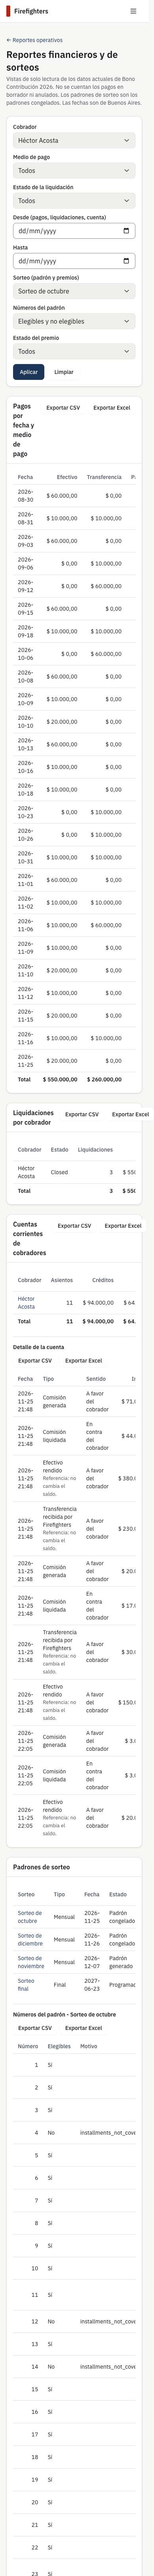 Firefighters
← Reportes operativos
Reportes financieros y de
sorteos
Vistas de solo lectura de los datos actuales de Bono
Contribución 2026. No se cuentan los pagos en
borrador ni anulados. Los padrones de sorteo son los
padrones congelados. Las fechas son de Buenos Aires.
Cobrador
Héctor Acosta
Medio de pago
Todos
Estado de la liquidación
Todos
Desde (pagos, liquidaciones, cuenta)
dd/mm/yyyy
Hasta
dd/mm/yyyy
Sorteo (padrón y premios)
Sorteo de octubre
Números del padrón
Elegibles y no elegibles
Estado del premio
Todos
Aplicar Limpiar
Pagos por fecha y medio de pago
Exportar CSV Exportar Excel
Fecha Efectivo Transferencia
2026-08-30 $ 60.000,00 $ 0,00
2026-08-31 $ 10.000,00 $ 10.000,00
2026-09-03 $ 60.000,00 $ 0,00
2026-09-06 $ 0,00 $ 10.000,00
2026-09-12 $ 0,00 $ 60.000,00
2026-09-15 $ 60.000,00 $ 0,00
2026-09-18 $ 10.000,00 $ 10.000,00
2026-10-06 $ 0,00 $ 60.000,00
2026-10-08 $ 60.000,00 $ 0,00
2026-10-09 $ 10.000,00 $ 0,00
2026-10-10 $ 20.000,00 $ 0,00
2026-10-13 $ 60.000,00 $ 0,00
2026-10-16 $ 10.000,00 $ 0,00
2026-10-18 $ 10.000,00 $ 0,00
2026-10-23 $ 0,00 $ 10.000,00
2026-10-26 $ 0,00 $ 10.000,00
2026-10-31 $ 10.000,00 $ 10.000,00
2026-11-01 $ 60.000,00 $ 0,00
2026-11-02 $ 10.000,00 $ 10.000,00
2026-11-06 $ 10.000,00 $ 60.000,00
2026-11-09 $ 10.000,00 $ 0,00
2026-11-10 $ 20.000,00 $ 0,00
2026-11-12 $ 10.000,00 $ 10.000,00
2026-11-15 $ 20.000,00 $ 0,00
2026-11-16 $ 10.000,00 $ 10.000,00
2026-11-25 $ 20.000,00 $ 0,00
Total $ 550.000,00 $ 260.000,00
Liquidaciones por cobrador
Exportar CSV Exportar Excel
Cobrador Estado Liquidaciones
Héctor Acosta Closed 3
Total 3
Cuentas corrientes de cobradores
Exportar CSV Exportar Excel
Cobrador Asientos Créditos
Héctor Acosta 11 $ 94.000,00
Total 11 $ 94.000,00
Detalle de la cuenta
Exportar CSV Exportar Excel
Fecha Tipo Sentido
2026-11-25 21:48 Comisión generada A favor del cobrador
2026-11-25 21:48 Comisión liquidada En contra del cobrador
2026-11-25 21:48 Efectivo rendido Referencia: no cambia el saldo. A favor del cobrador
2026-11-25 21:48 Transferencia recibida por Firefighters Referencia: no cambia el saldo. A favor del cobrador
2026-11-25 21:48 Comisión generada A favor del cobrador
2026-11-25 21:48 Comisión liquidada En contra del cobrador
2026-11-25 21:48 Transferencia recibida por Firefighters Referencia: no cambia el saldo. A favor del cobrador
2026-11-25 21:48 Efectivo rendido Referencia: no cambia el saldo. A favor del cobrador
2026-11-25 22:05 Comisión generada A favor del cobrador
2026-11-25 22:05 Comisión liquidada En contra del cobrador
2026-11-25 22:05 Efectivo rendido Referencia: no cambia el saldo. A favor del cobrador
Padrones de sorteo
Sorteo Tipo Fecha Estado
Sorteo de octubre Mensual 2026-11-25 Padrón congelado
Sorteo de diciembre Mensual 2026-11-26 Padrón congelado
Sorteo de noviembre Mensual 2026-12-07 Padrón generado
Sorteo final Final 2027-06-23
Números del padrón - Sorteo de octubre
Exportar CSV Exportar Excel
Número Elegibles Motivo
1 Sí
2 Sí
3 Sí
4 No
5 Sí
6 Sí
7 Sí
8 Sí
9 Sí
10 Sí
11 Sí
12 No
13 Sí
14 No
15 Sí
16 Sí
17 Sí
18 Sí
19 Sí
20 Sí
21 Sí
22 Sí
23 Sí